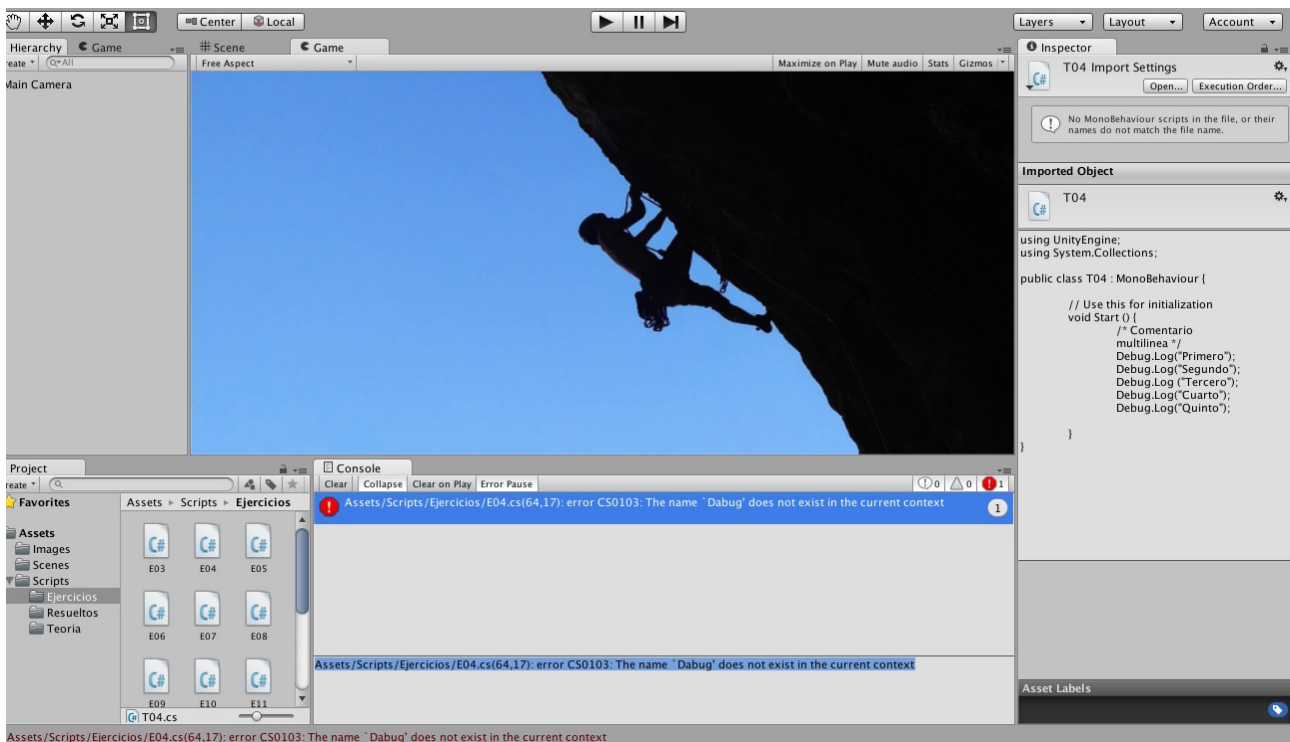 Center Local
Layers Layout Account
Hierarchy Game
reate All
Main Camera
Scene Game
Free Aspect Maximize on Play Mute audio Stats Gizmos
Inspector
T04 Import Settings
Open... Execution Order...
No MonoBehaviour scripts in the file, or their
names do not match the file name.
Imported Object
T04
using UnityEngine;
using System.Collections;
public class T04 : MonoBehaviour {
// Use this for initialization
void Start () {
/* Comentario
multilinea */
Debug.Log("Primero");
Debug.Log("Segundo");
Debug.Log ("Tercero");
Debug.Log("Cuarto");
Debug.Log("Quinto");
}
}
Asset Labels
Project
reate
Favorites
Assets
Images
Scenes
Scripts
Ejercicios
Resueltos
Teoria
Assets Scripts Ejercicios
C# C# C#
E03 E04 E05
C# C# C#
E06 E07 E08
C# C# C#
E09 E10 E11
T04.cs
Console
Clear Collapse Clear on Play Error Pause 0 0 1
Assets/Scripts/Ejercicios/E04.cs(64,17): error CS0103: The name `Dabug' does not exist in the current context 1
Assets/Scripts/Ejercicios/E04.cs(64,17): error CS0103: The name `Dabug' does not exist in the current context
Assets/Scripts/Ejercicios/E04.cs(64,17): error CS0103: The name `Dabug' does not exist in the current context